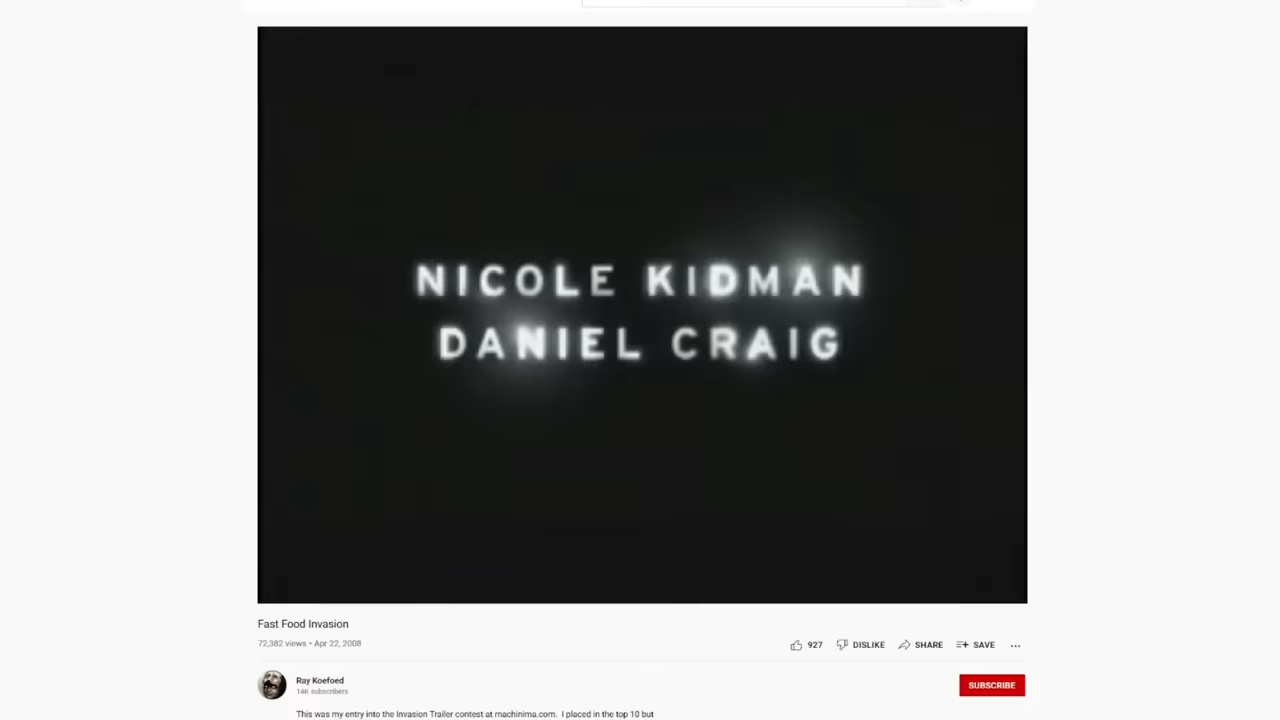 NICOLE KIDMAN
DANIEL CRAIG
Fast Food Invasion
72,382 views • Apr 22, 2008
927 DISLIKE SHARE SAVE ...
Ray Koefoed
14K subscribers
SUBSCRIBE
This was my entry into the Invasion Trailer contest at machinima.com. I placed in the top 10 but